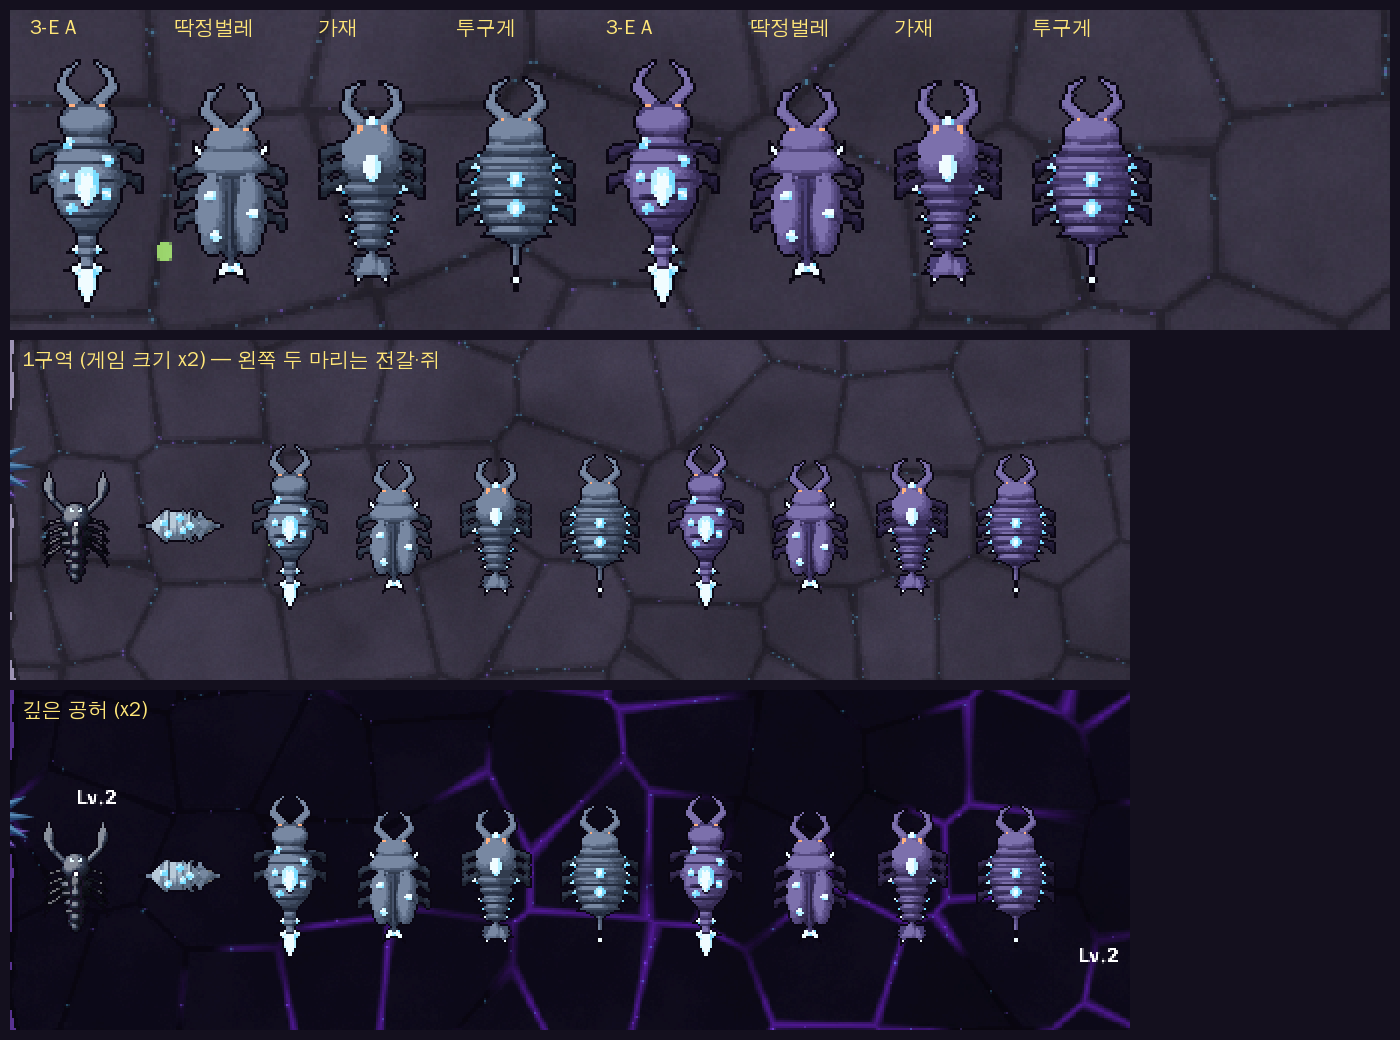 3-E A 딱정벌레 가재 투구게 3-E A 딱정벌레 가재 투구게
1구역 (게임 크기 x2) — 왼쪽 두 마리는 전갈·쥐
깊은 공허 (x2)
Lv.2
Lv.2